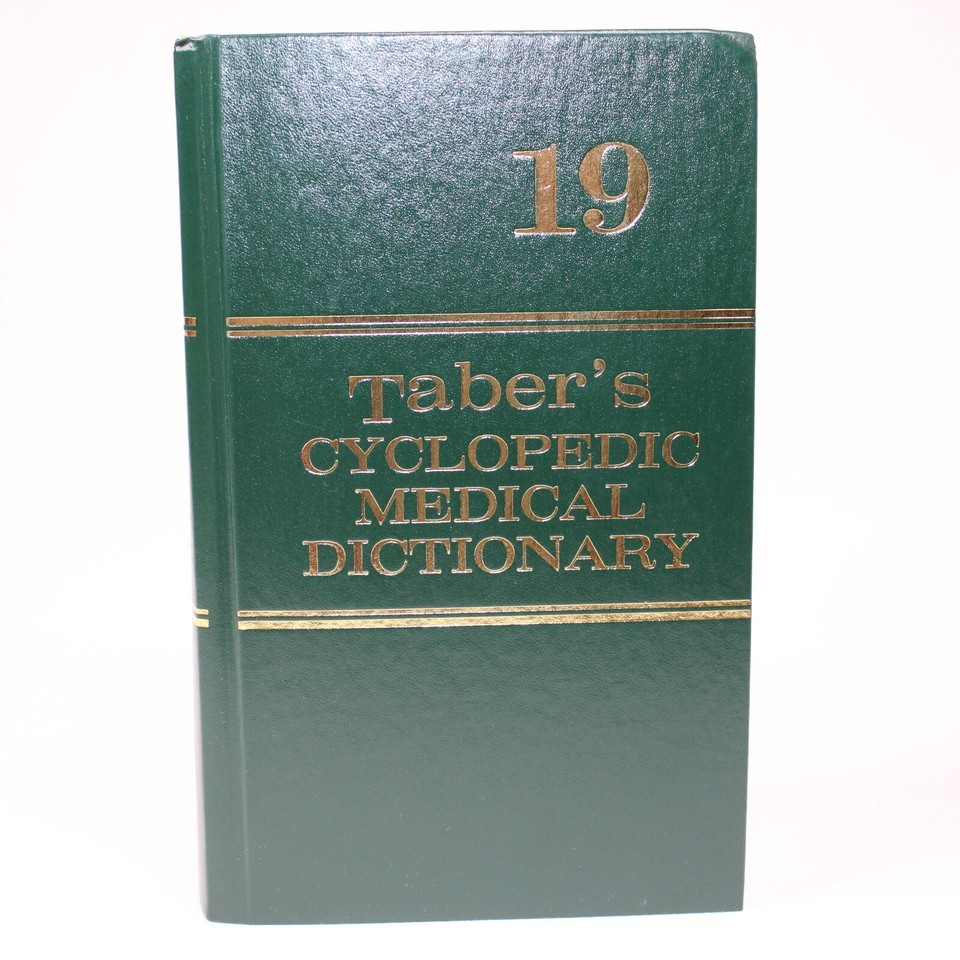 19
Taber's
CYCLOPEDIC
MEDICAL
DICTIONARY